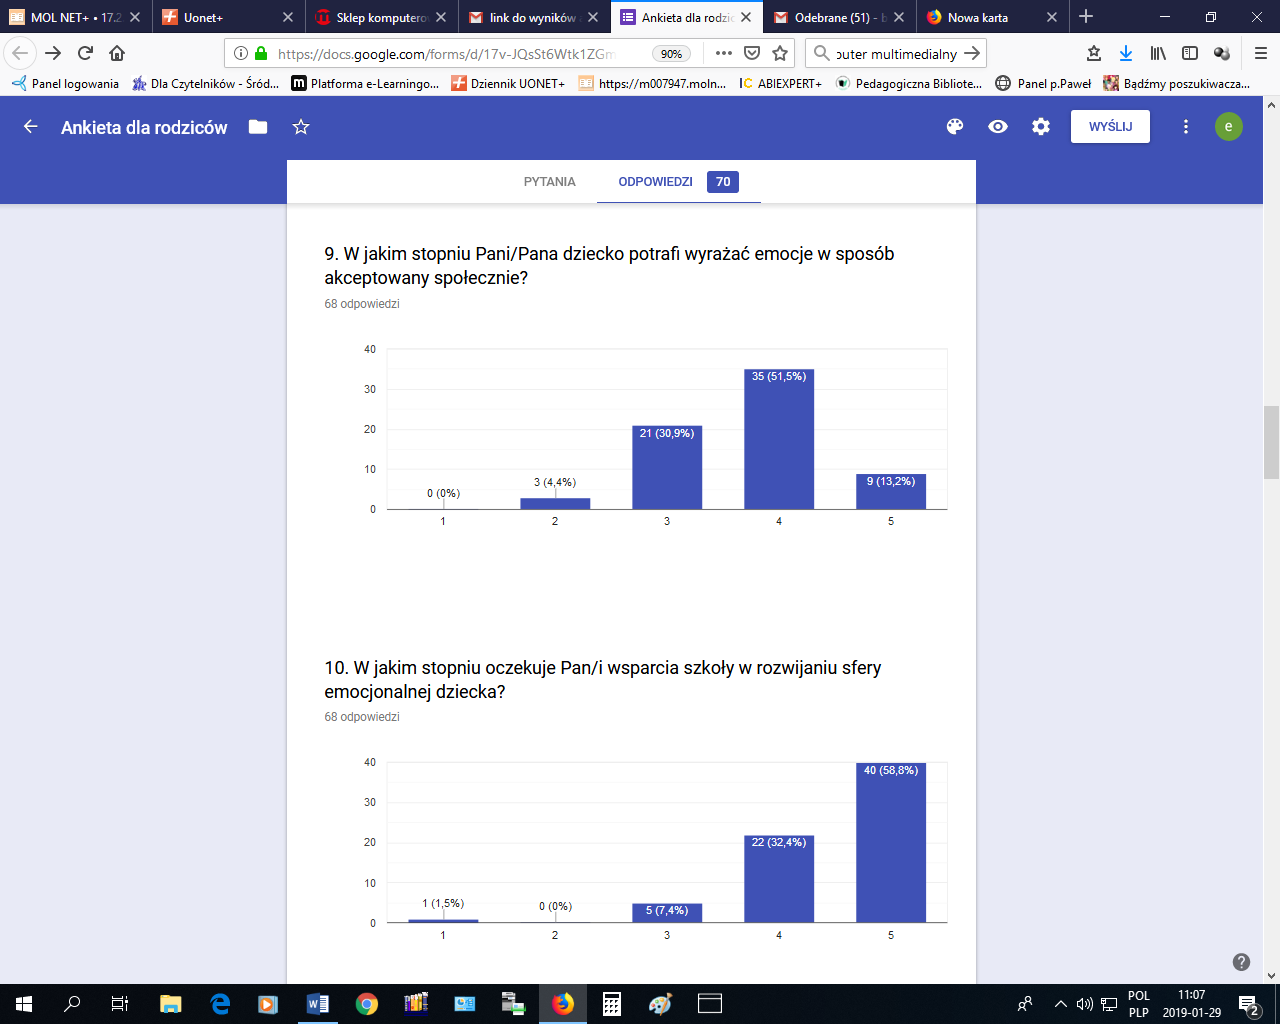 MOL NET+ • 17.2
Uonet+
Sklep komputero
link do wyników
Ankieta dla rodzic
Odebrane (51) - b
Nowa karta
https://docs.google.com/forms/d/17v-JQsSt6Wtk1ZGm
90%
puter multimedialny
Panel logowania
Dla Czytelników - Śród...
Platforma e-Learningo...
Dziennik UONET+
https://m007947.moln...
ABIEXPERT+
Pedagogiczna Bibliote...
Panel p.Paweł
Bądźmy poszukiwacza...
Ankieta dla rodziców
WYŚLIJ
e
PYTANIA
ODPOWIEDZI 70
9. W jakim stopniu Pani/Pana dziecko potrafi wyrażać emocje w sposób
akceptowany społecznie?
68 odpowiedzi
40
30
20
10
0
0 (0%)
3 (4,4%)
21 (30,9%)
35 (51,5%)
9 (13,2%)
1 2 3 4 5
10. W jakim stopniu oczekuje Pan/i wsparcia szkoły w rozwijaniu sfery
emocjonalnej dziecka?
68 odpowiedzi
40
30
20
10
0
1 (1,5%)
0 (0%)
5 (7,4%)
22 (32,4%)
40 (58,8%)
1 2 3 4 5
POL
PLP
11:07
2019-01-29
2